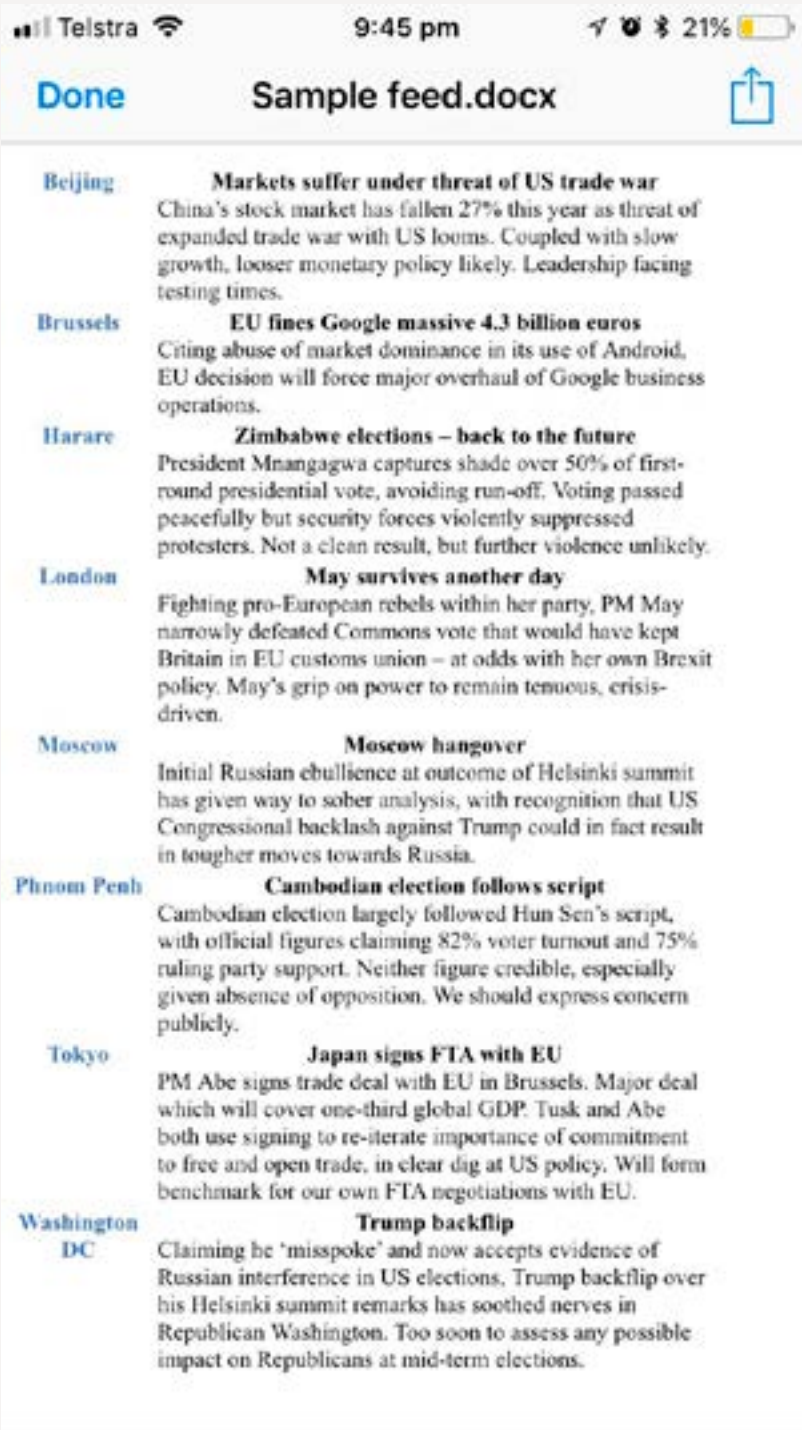 Telstra 9:45 pm 21%
Done Sample feed.docx
Beijing Markets suffer under threat of US trade war
China's stock market has fallen 27% this year as threat of
expanded trade war with US looms. Coupled with slow
growth, looser monetary policy likely. Leadership facing
testing times.
Brussels EU fines Google massive 4.3 billion euros
Citing abuse of market dominance in its use of Android,
EU decision will force major overhaul of Google business
operations.
Harare Zimbabwe elections – back to the future
President Mnangagwa captures shade over 50% of first-
round presidential vote, avoiding run-off. Voting passed
peacefully but security forces violently suppressed
protesters. Not a clean result, but further violence unlikely.
London May survives another day
Fighting pro-European rebels within her party, PM May
narrowly defeated Commons vote that would have kept
Britain in EU customs union – at odds with her own Brexit
policy. May's grip on power to remain tenuous, crisis-
driven.
Moscow Moscow hangover
Initial Russian ebullience at outcome of Helsinki summit
has given way to sober analysis, with recognition that US
Congressional backlash against Trump could in fact result
in tougher moves towards Russia.
Phnom Penh Cambodian election follows script
Cambodian election largely followed Hun Sen's script,
with official figures claiming 82% voter turnout and 75%
ruling party support. Neither figure credible, especially
given absence of opposition. We should express concern
publicly.
Tokyo Japan signs FTA with EU
PM Abe signs trade deal with EU in Brussels. Major deal
which will cover one-third global GDP. Tusk and Abe
both use signing to re-iterate importance of commitment
to free and open trade, in clear dig at US policy. Will form
benchmark for our own FTA negotiations with EU.
Washington Trump backflip
DC Claiming he 'misspoke' and now accepts evidence of
Russian interference in US elections, Trump backflip over
his Helsinki summit remarks has soothed nerves in
Republican Washington. Too soon to assess any possible
impact on Republicans at mid-term elections.